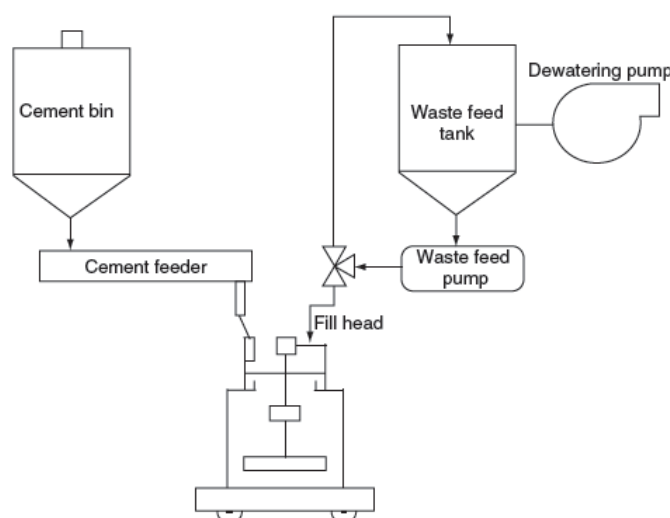 Cement bin
Waste feed
tank
Dewatering pump
Cement feeder
Waste feed
pump
Fill head